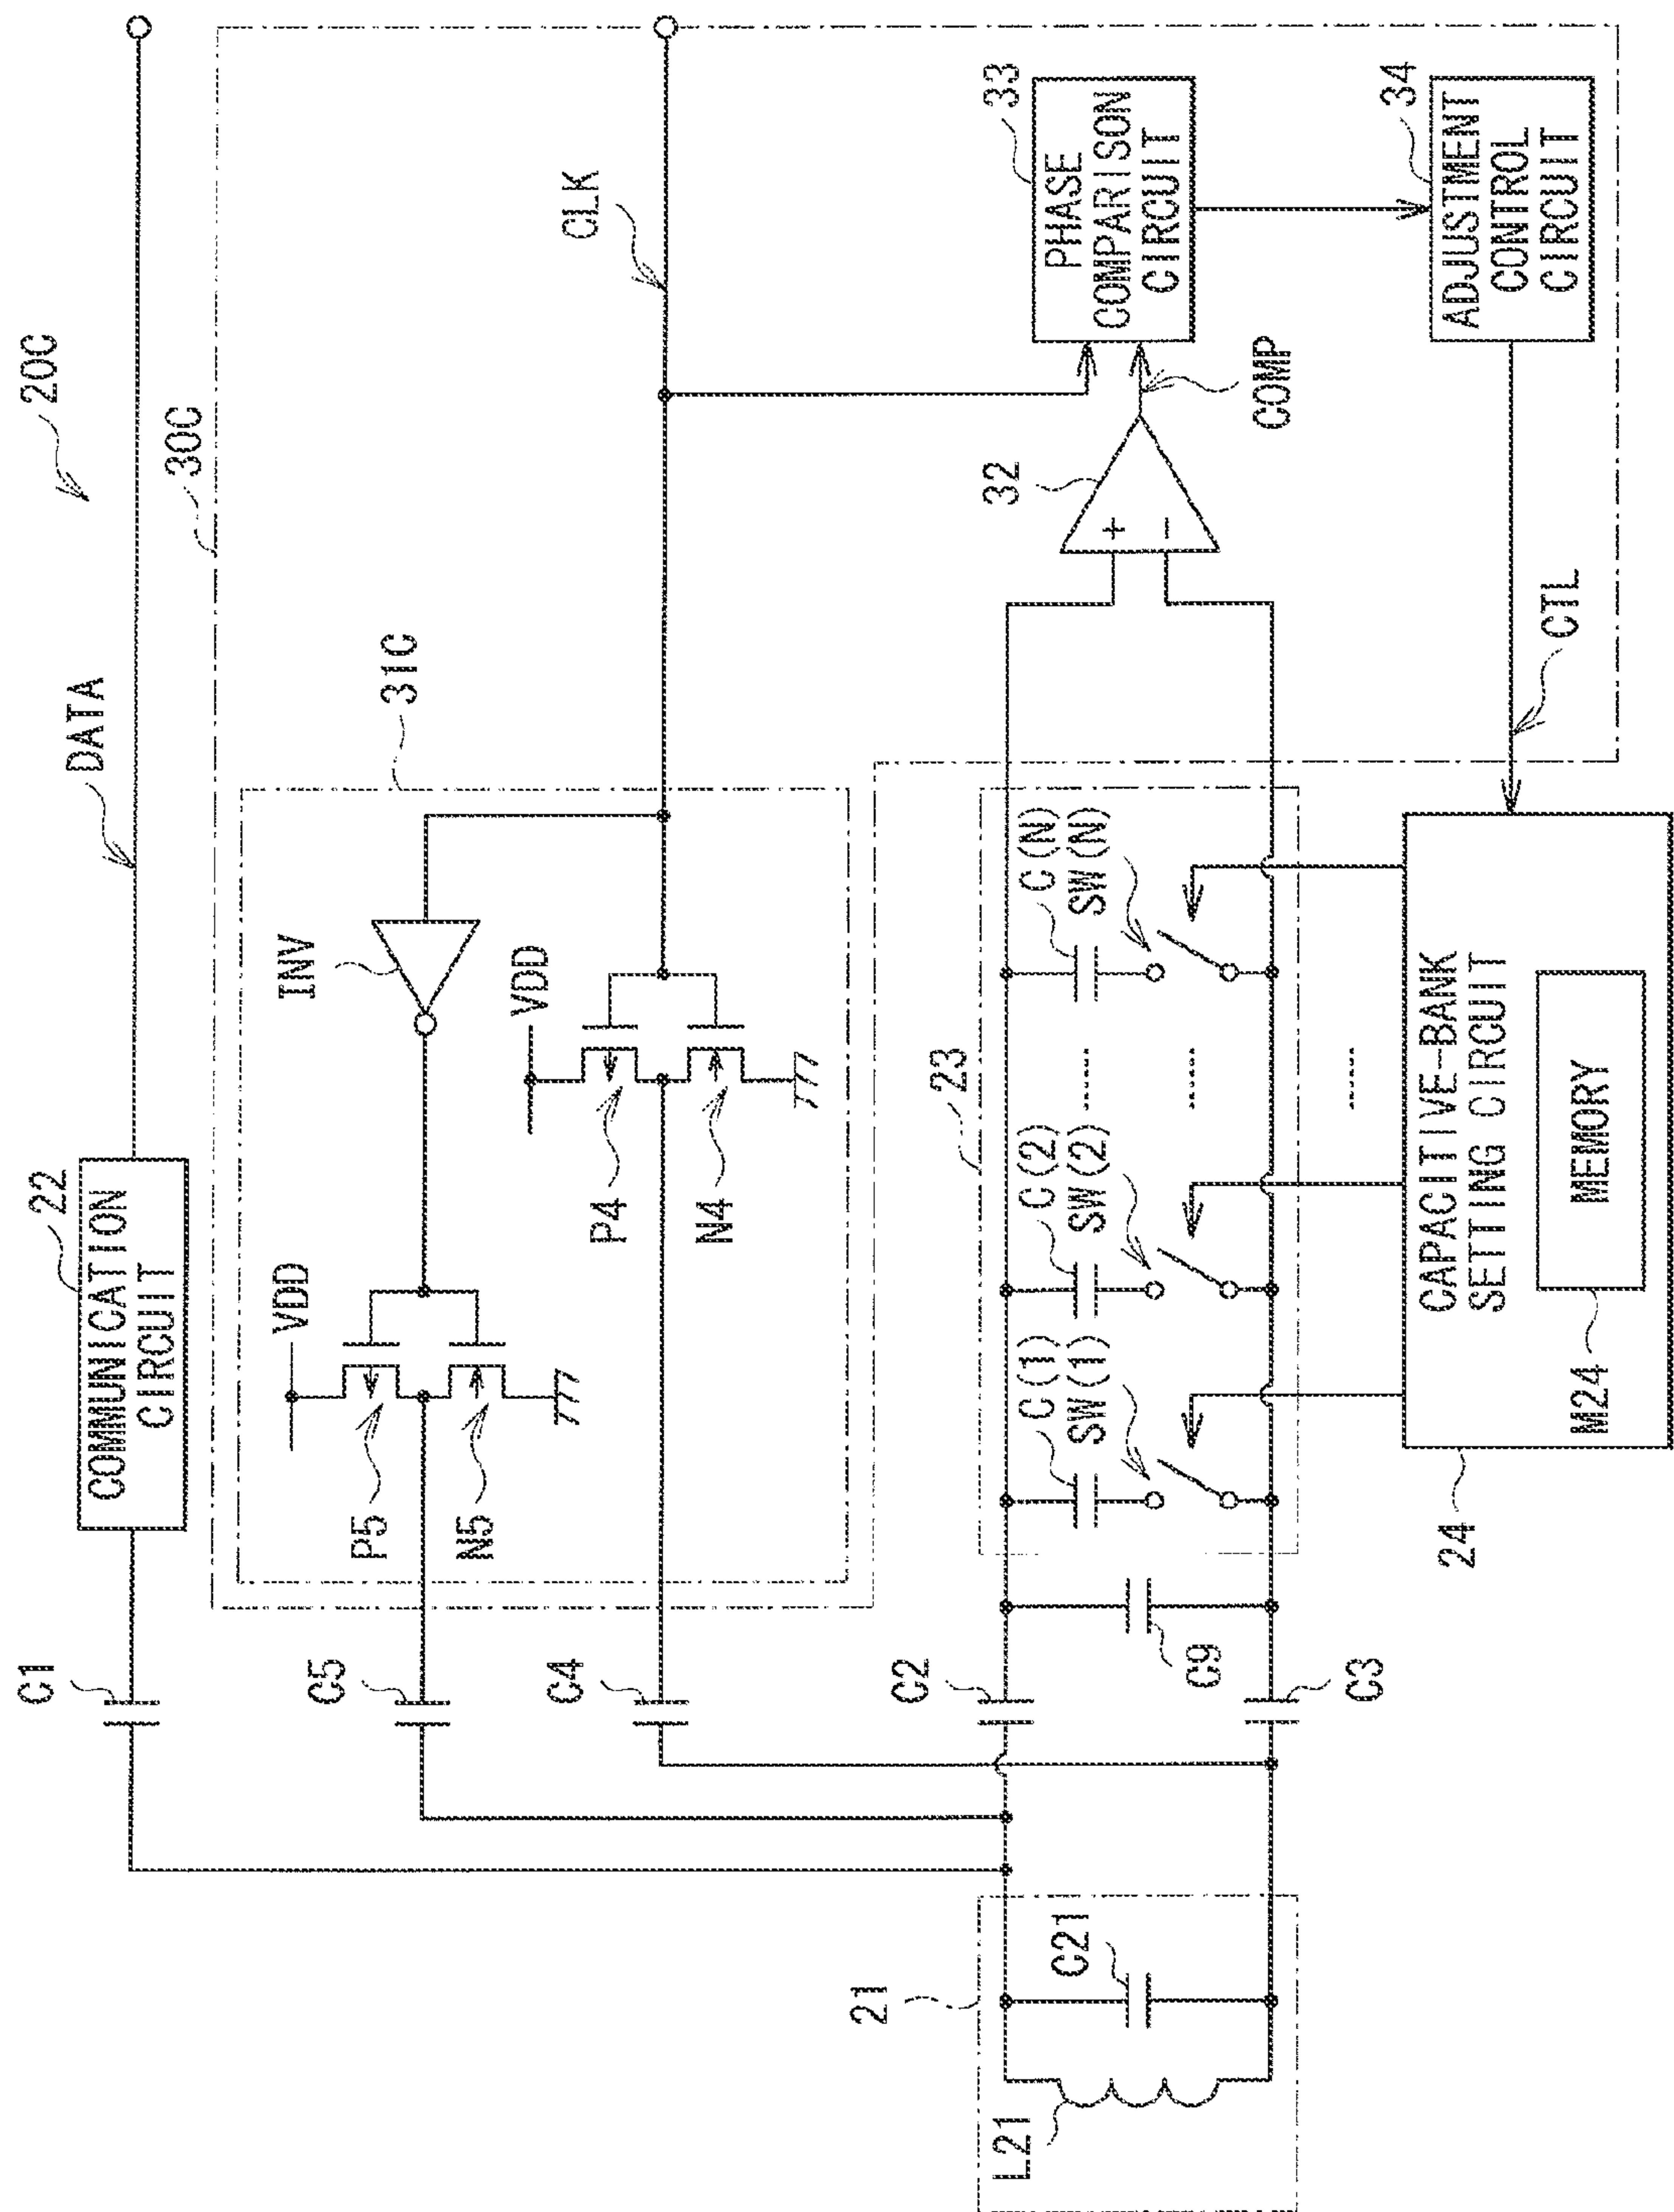 20C
DATA
C1
COMMUNICATION
CIRCUIT
22
30C
31C
CLK
INV
VDD
P5
N5
C5
VDD
P4
N4
C4
33
PHASE
COMPARISON
CIRCUIT
32
+
−
COMP
34
ADJUSTMENT
CONTROL
CIRCUIT
CTL
23
C(1)
SW(1)
C(2)
SW(2)
C(N)
SW(N)
C2
C9
C3
21
L21
C21
CAPACITIVE-BANK
SETTING CIRCUIT
MEMORY
M24
24